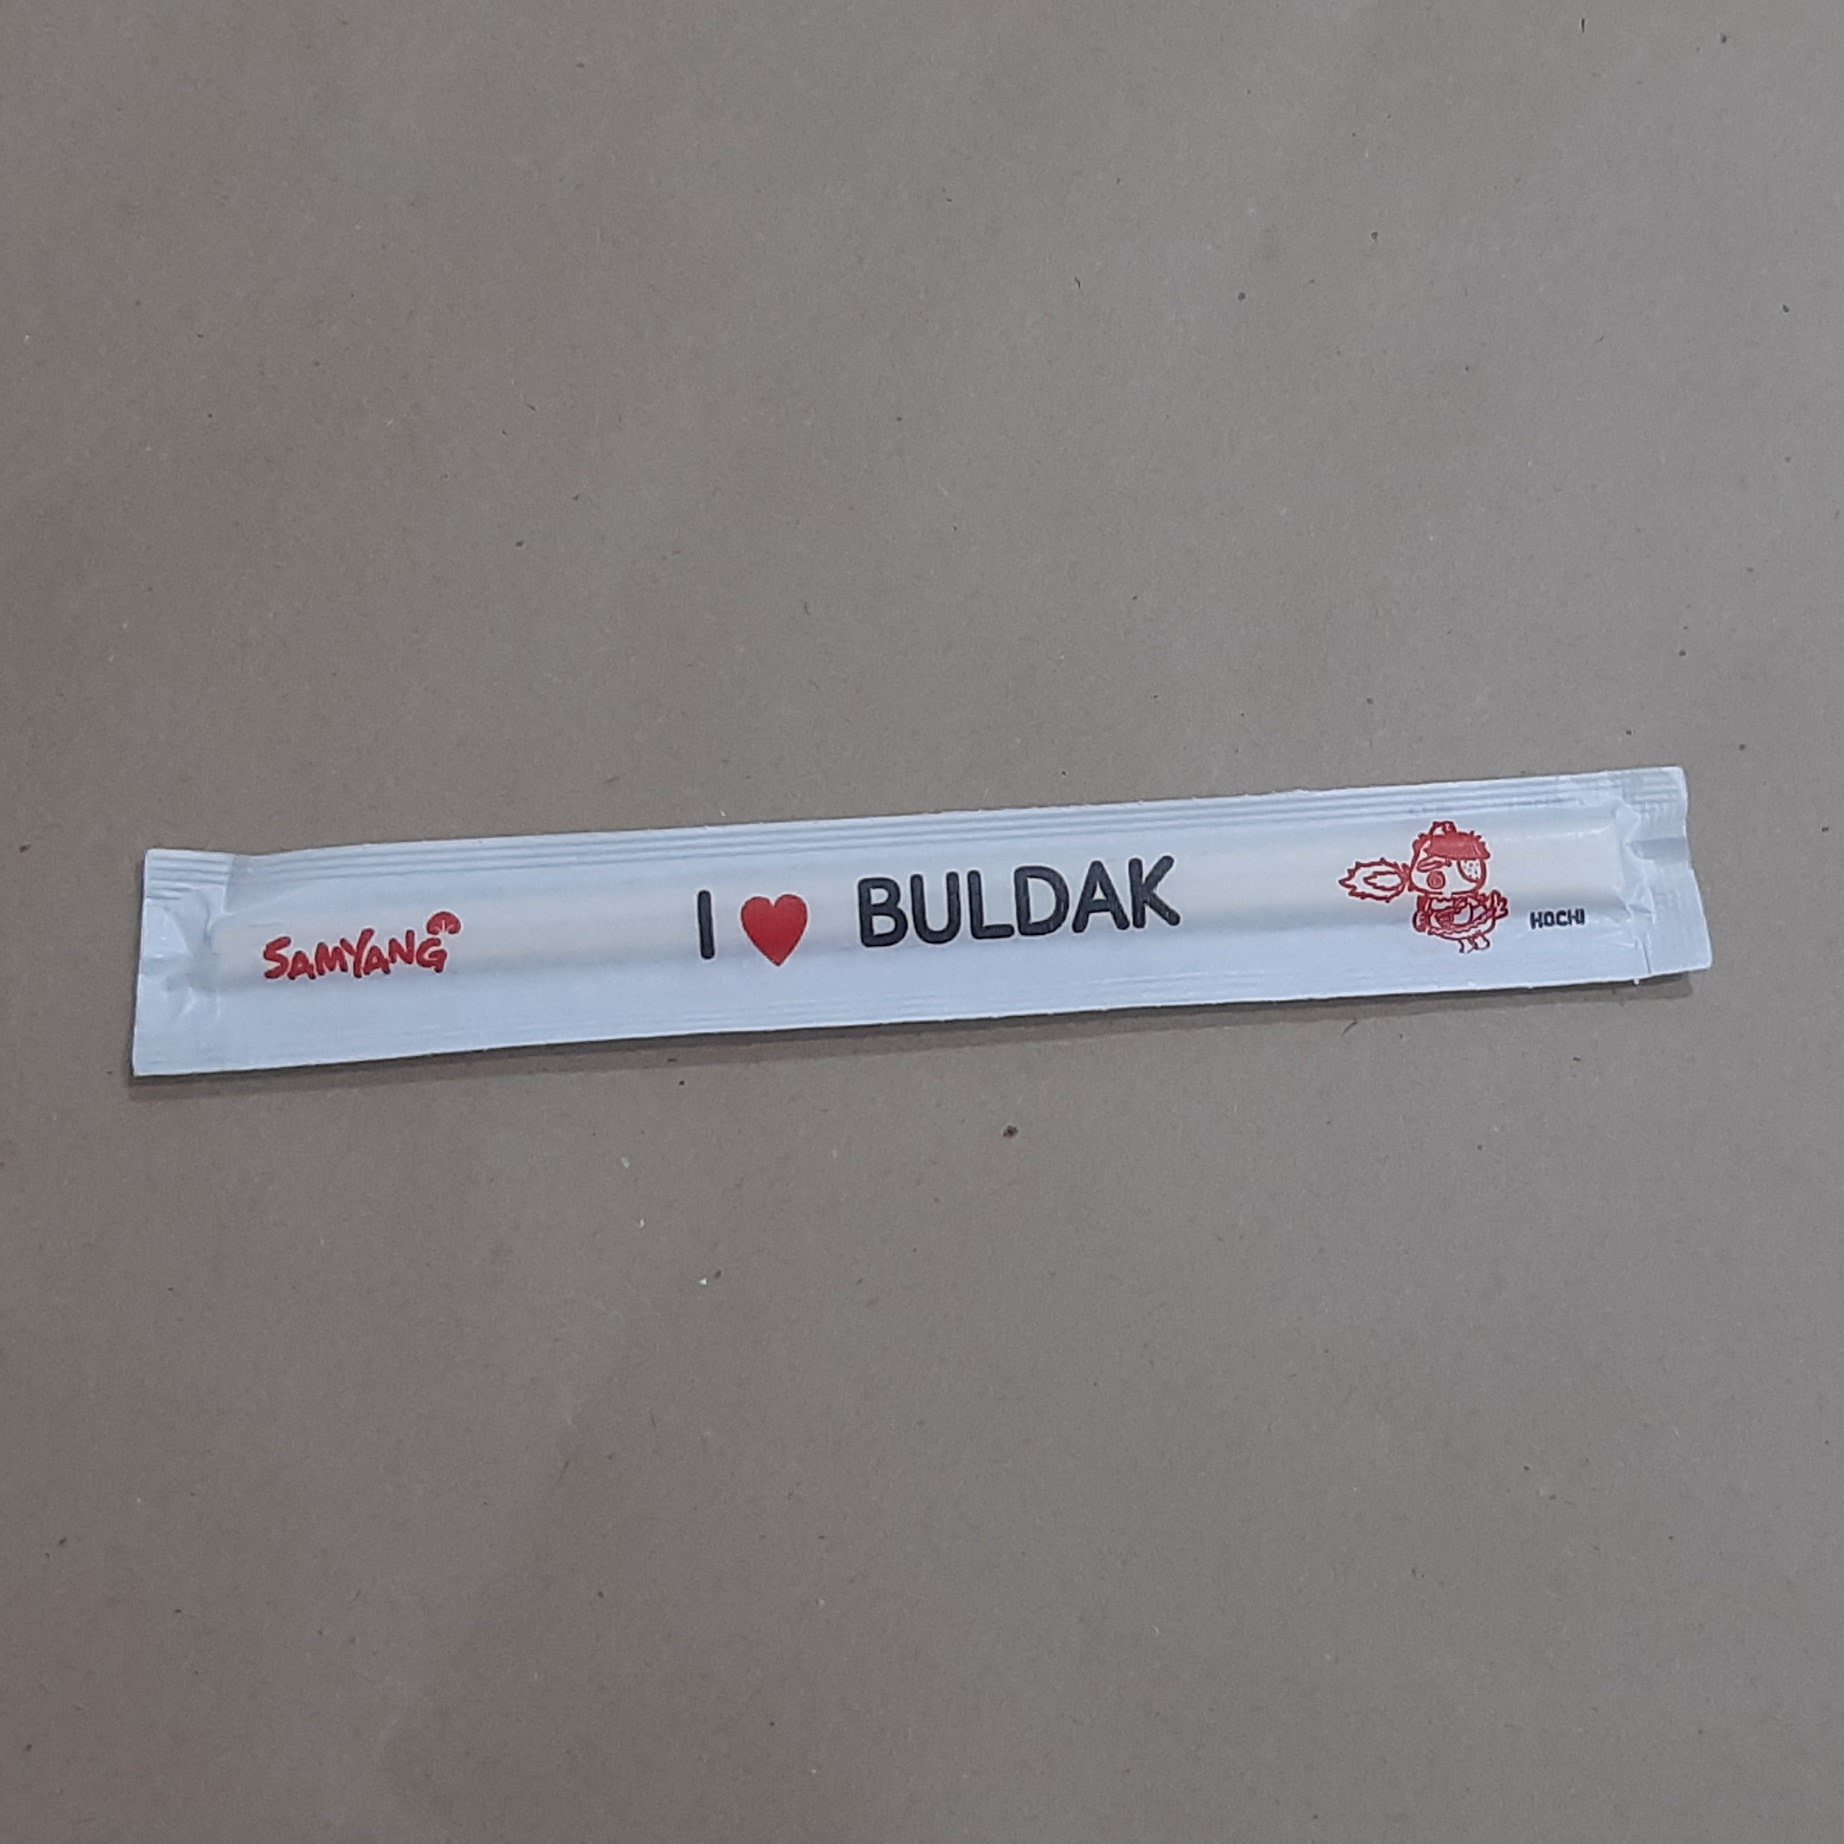 SAMYANG
I ❤ BULDAK
HOCHI